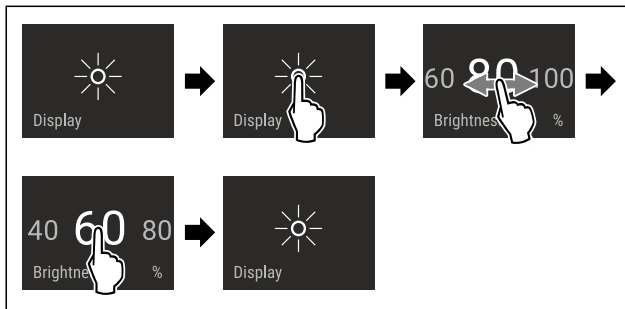 Display
Display
60 80 100
Brightnes %
40 60 80
Brightne %
Display